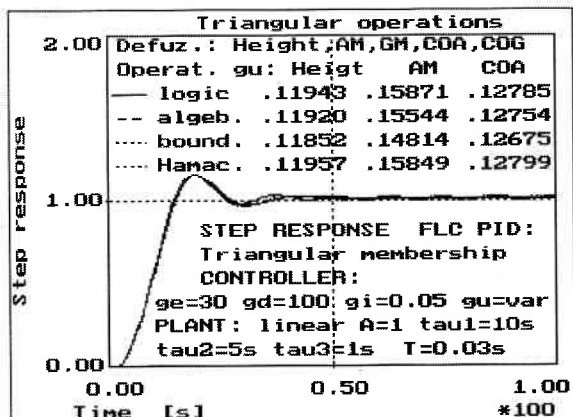 Triangular operations
2.00
Defuz.: Height,AM,GM,COA,COG
Operat. gu: Heigt AM COA
logic .11943 .15871 .12785
algeb. .11920 .15544 .12754
bound. .11852 .14814 .12675
Hamac. .11957 .15849 .12799
Step response
1.00
STEP RESPONSE FLC PID:
Triangular membership
CONTROLLER:
ge=30 gd=100 gi=0.05 gu=var
PLANT: linear A=1 tau1=10s
tau2=5s tau3=1s T=0.03s
0.00
0.00 0.50 1.00
Time [s] *100